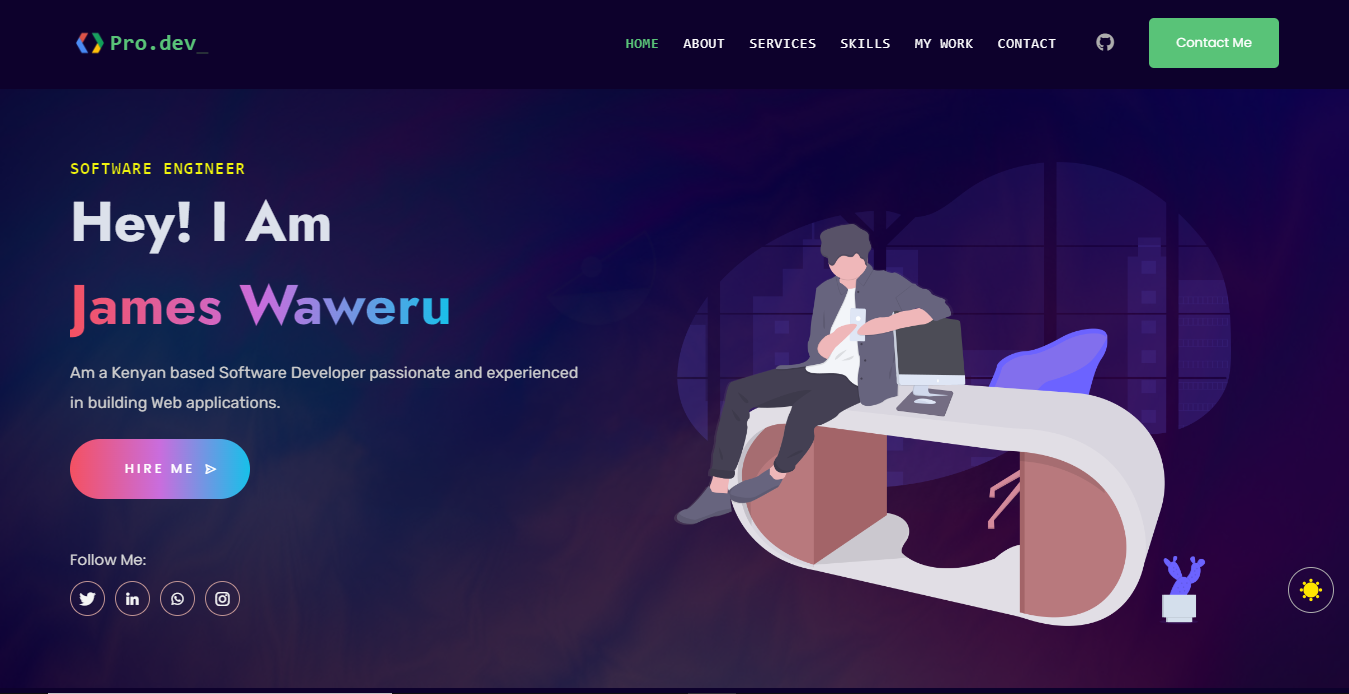 Pro.dev_
HOME ABOUT SERVICES SKILLS MY WORK CONTACT
Contact Me
SOFTWARE ENGINEER
Hey! I Am
James Waweru
Am a Kenyan based Software Developer passionate and experienced
in building Web applications.
HIRE ME
Follow Me: